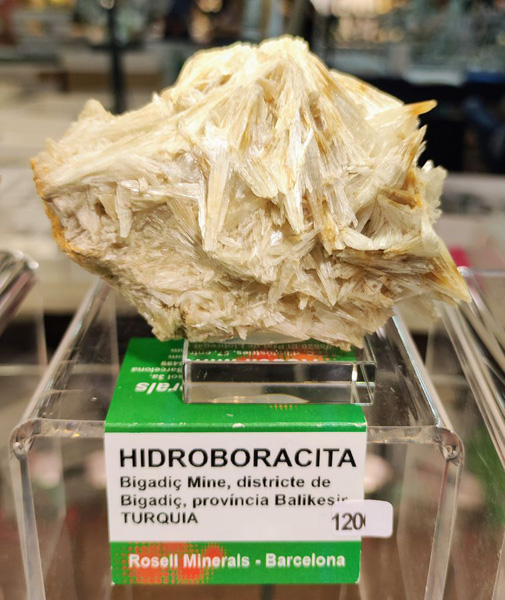 HIDROBORACITA
Bigadiç Mine, districte de
Bigadiç, província Balikeşir
TURQUIA
120
Rosell Minerals - Barcelona